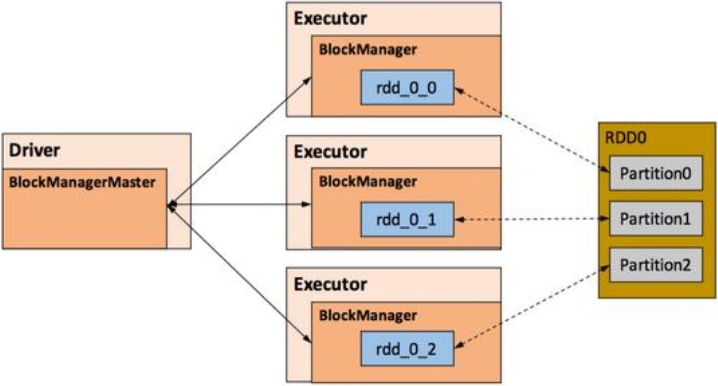 Driver
BlockManagerMaster
Executor
BlockManager
rdd_0_0
Executor
BlockManager
rdd_0_1
Executor
BlockManager
rdd_0_2
RDD0
Partition0
Partition1
Partition2